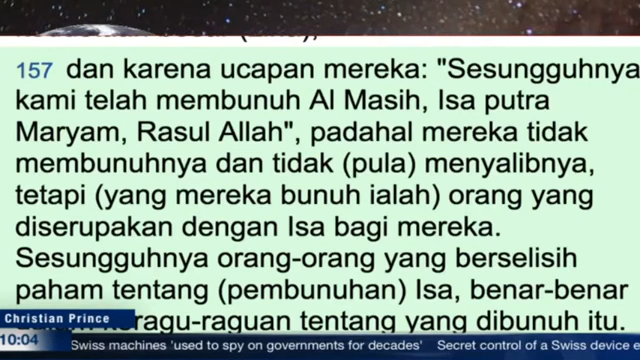 157 dan karena ucapan mereka: "Sesungguhnya
kami telah membunuh Al Masih, Isa putra
Maryam, Rasul Allah", padahal mereka tidak
membunuhnya dan tidak (pula) menyalibnya,
tetapi (yang mereka bunuh ialah) orang yang
diserupakan dengan Isa bagi mereka.
Sesungguhnya orang-orang yang berselisih
paham tentang (pembunuhan) Isa, benar-benar
ragu-raguan tentang yang dibunuh itu.
Christian Prince
10:04 Swiss machines 'used to spy on governments for decades' Secret control of a Swiss device